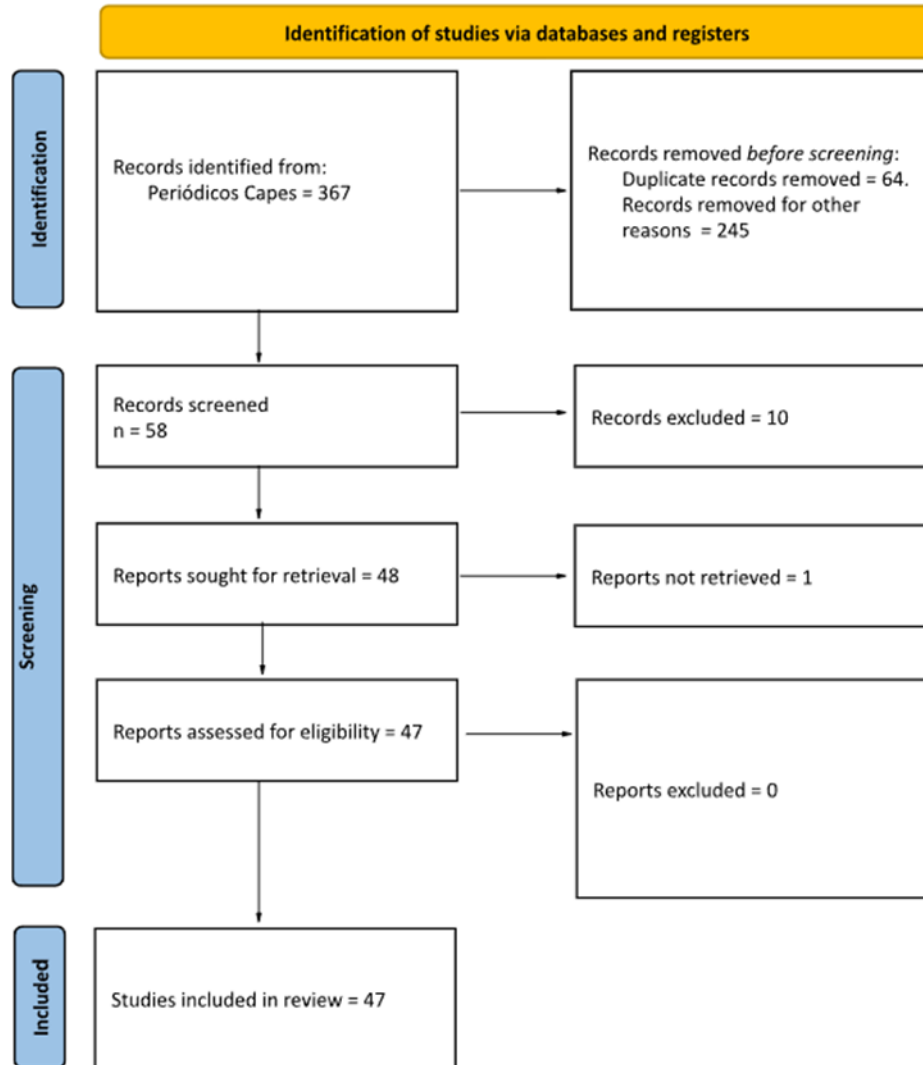 Identification of studies via databases and registers
Identification
Records identified from:
Periódicos Capes = 367
Records removed before screening:
Duplicate records removed = 64.
Records removed for other
reasons = 245
Screening
Records screened
n = 58
Records excluded = 10
Reports sought for retrieval = 48
Reports not retrieved = 1
Reports assessed for eligibility = 47
Reports excluded = 0
Included
Studies included in review = 47